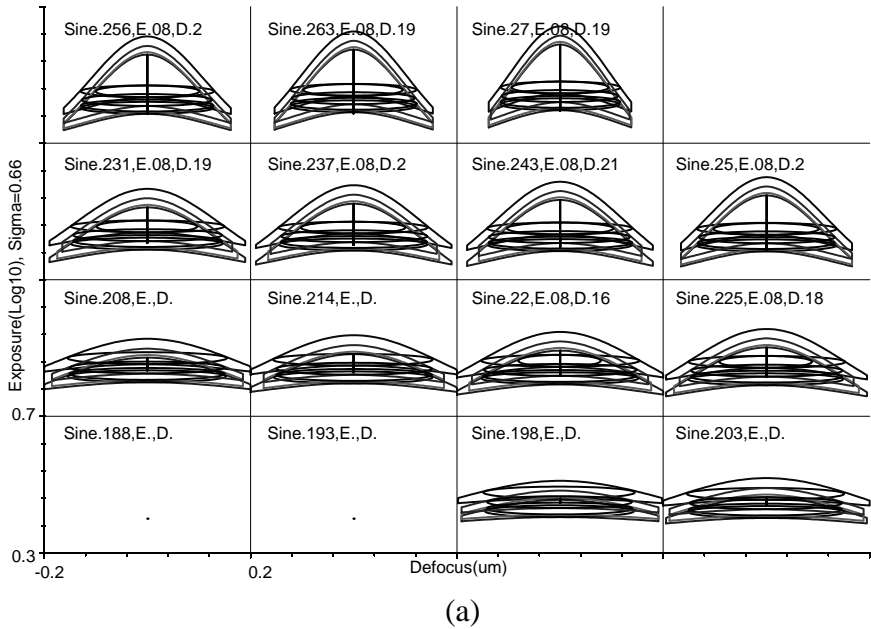 Sine.256,E.08,D.2
Sine.263,E.08,D.19
Sine.27,E.08,D.19
Sine.231,E.08,D.19
Sine.237,E.08,D.2
Sine.243,E.08,D.21
Sine.25,E.08,D.2
Sine.208,E.,D.
Sine.214,E.,D.
Sine.22,E.08,D.16
Sine.225,E.08,D.18
Sine.188,E.,D.
Sine.193,E.,D.
Sine.198,E.,D.
Sine.203,E.,D.
Exposure(Log10), Sigma=0.66
0.7
0.3
-0.2
0.2
Defocus(um)
(a)